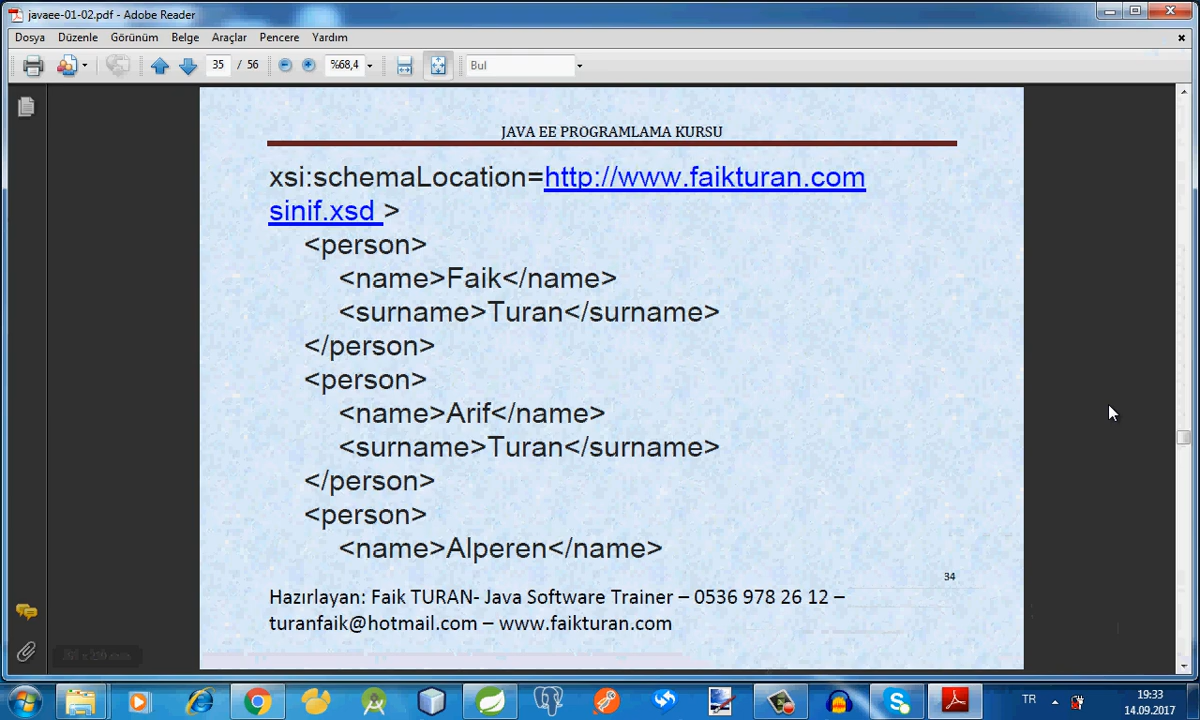 javaee-01-02.pdf - Adobe Reader
Dosya Düzenle Görünüm Belge Araçlar Pencere Yardım
35 / 56 %68,4 Bul
JAVA EE PROGRAMLAMA KURSU
xsi:schemaLocation=http://www.faikturan.com
sinif.xsd >
<person>
<name>Faik</name>
<surname>Turan</surname>
</person>
<person>
<name>Arif</name>
<surname>Turan</surname>
</person>
<person>
<name>Alperen</name>
34
Hazırlayan: Faik TURAN- Java Software Trainer – 0536 978 26 12 –
turanfaik@hotmail.com – www.faikturan.com
TR
19:33
14.09.2017